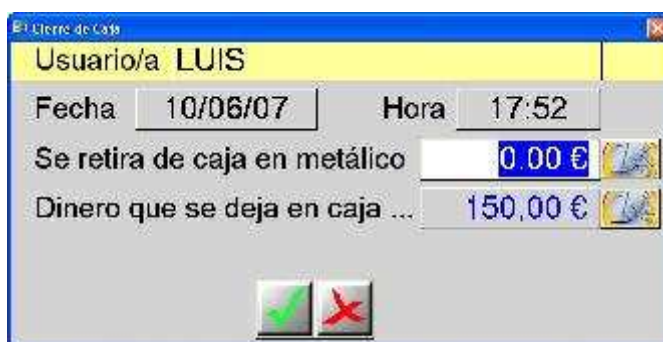 Cierre de Caja
Usuario/a LUIS
Fecha 10/06/07 Hora 17:52
Se retira de caja en metálico 0.00 €
Dinero que se deja en caja ... 150,00 €